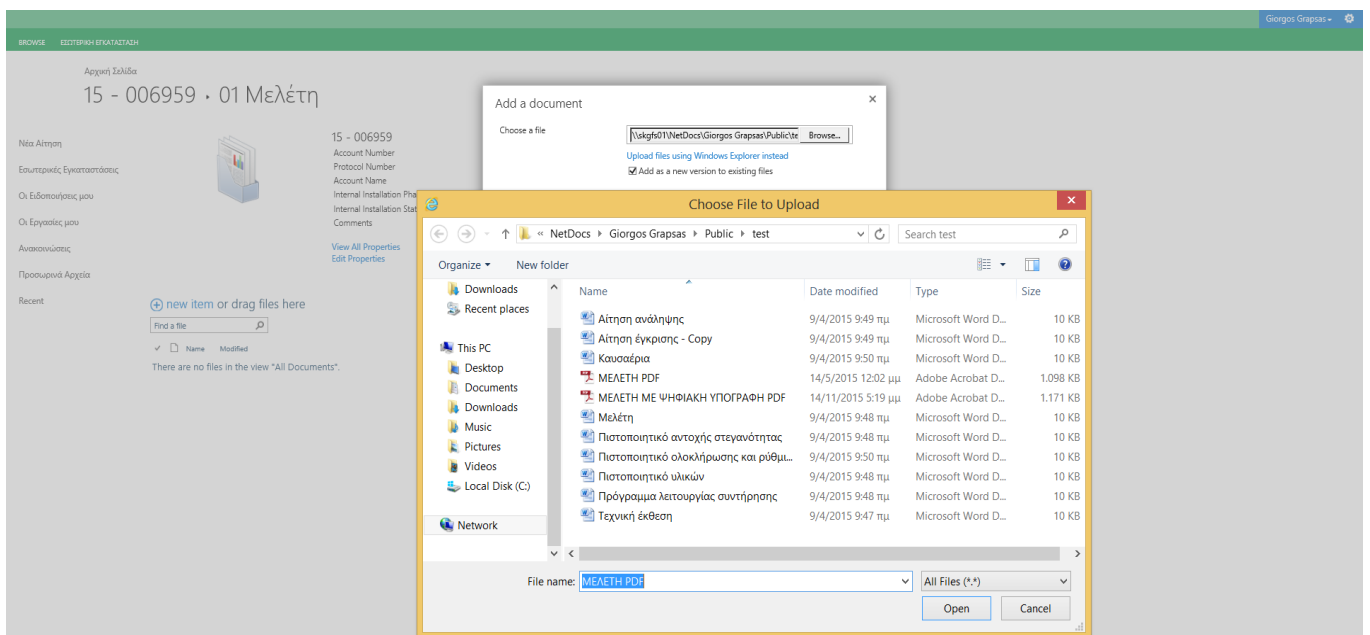 Giorgos Grapsas
BROWSE ΕΣΩΤΕΡΙΚΗ ΕΓΚΑΤΑΣΤΑΣΗ
Αρχική Σελίδα
15 - 006959 › 01 Μελέτη
Νέα Αίτηση
Εσωτερικές Εγκαταστάσεις
Οι Ειδοποιήσεις μου
Οι Εργασίες μου
Ανακοινώσεις
Προσωρινά Αρχεία
Recent
15 - 006959
Account Number
Protocol Number
Account Name
Internal Installation Pha
Internal Installation Stat
Comments
View All Properties
Edit Properties
new item or drag files here
Find a file
Name Modified
There are no files in the view "All Documents".
Add a document
Choose a file
\\skgfs01\NetDocs\Giorgos Grapsas\Public\te Browse...
Upload files using Windows Explorer instead
Add as a new version to existing files
Choose File to Upload
« NetDocs Giorgos Grapsas Public test Search test
Organize New folder
Downloads
Recent places
This PC
Desktop
Documents
Downloads
Music
Pictures
Videos
Local Disk (C:)
Network
Name Date modified Type Size
Αίτηση ανάληψης 9/4/2015 9:49 πμ Microsoft Word D... 10 KB
Αίτηση έγκρισης - Copy 9/4/2015 9:49 πμ Microsoft Word D... 10 KB
Καυσαέρια 9/4/2015 9:50 πμ Microsoft Word D... 10 KB
ΜΕΛΕΤΗ PDF 14/5/2015 12:02 μμ Adobe Acrobat D... 1.098 KB
ΜΕΛΕΤΗ ΜΕ ΨΗΦΙΑΚΗ ΥΠΟΓΡΑΦΗ PDF 14/11/2015 5:19 μμ Adobe Acrobat D... 1.171 KB
Μελέτη 9/4/2015 9:48 πμ Microsoft Word D... 10 KB
Πιστοποιητικό αντοχής στεγανότητας 9/4/2015 9:48 πμ Microsoft Word D... 10 KB
Πιστοποιητικό ολοκλήρωσης και ρύθμι... 9/4/2015 9:50 πμ Microsoft Word D... 10 KB
Πιστοποιητικό υλικών 9/4/2015 9:48 πμ Microsoft Word D... 10 KB
Πρόγραμμα λειτουργίας συντήρησης 9/4/2015 9:48 πμ Microsoft Word D... 10 KB
Τεχνική έκθεση 9/4/2015 9:47 πμ Microsoft Word D... 10 KB
File name: ΜΕΛΕΤΗ PDF All Files (*.*)
Open Cancel